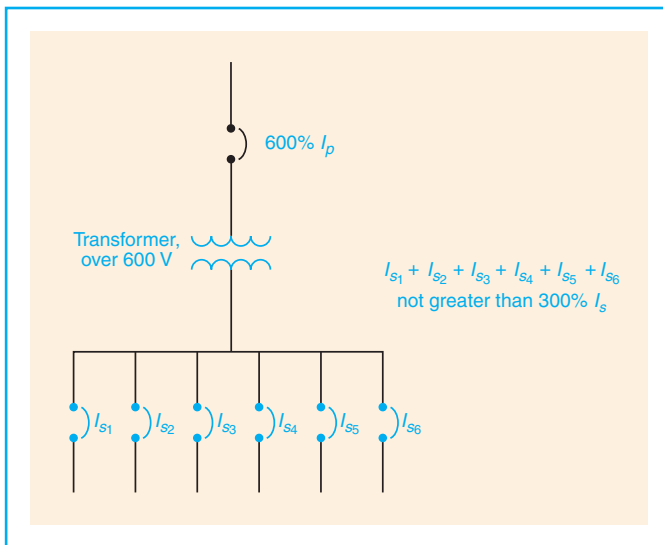 600% Ip
Transformer,
over 600 V
Is1 + Is2 + Is3 + Is4 + Is5 + Is6
not greater than 300% Is
Is1 Is2 Is3 Is4 Is5 Is6